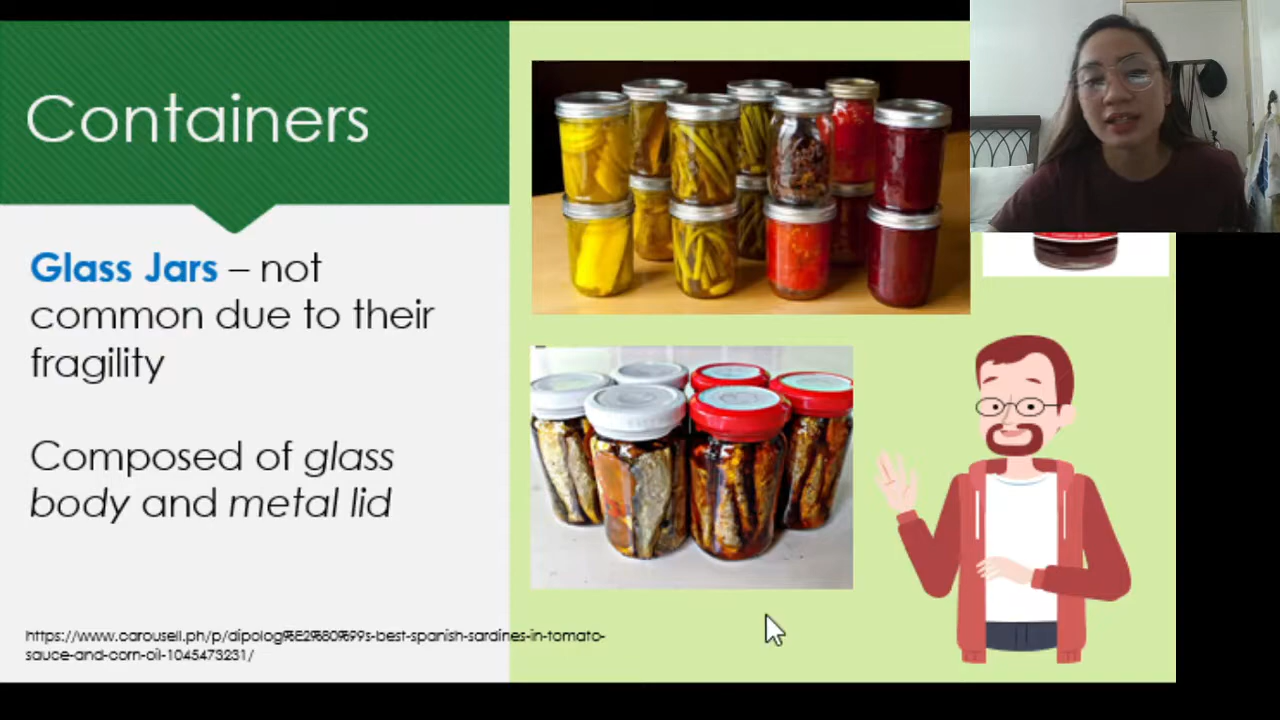 Containers
Glass Jars – not
common due to their
fragility
Composed of glass
body and metal lid
https://www.carousell.ph/p/dipolog%E2%80%99s-best-spanish-sardines-in-tomato-
sauce-and-corn-oil-1045473231/